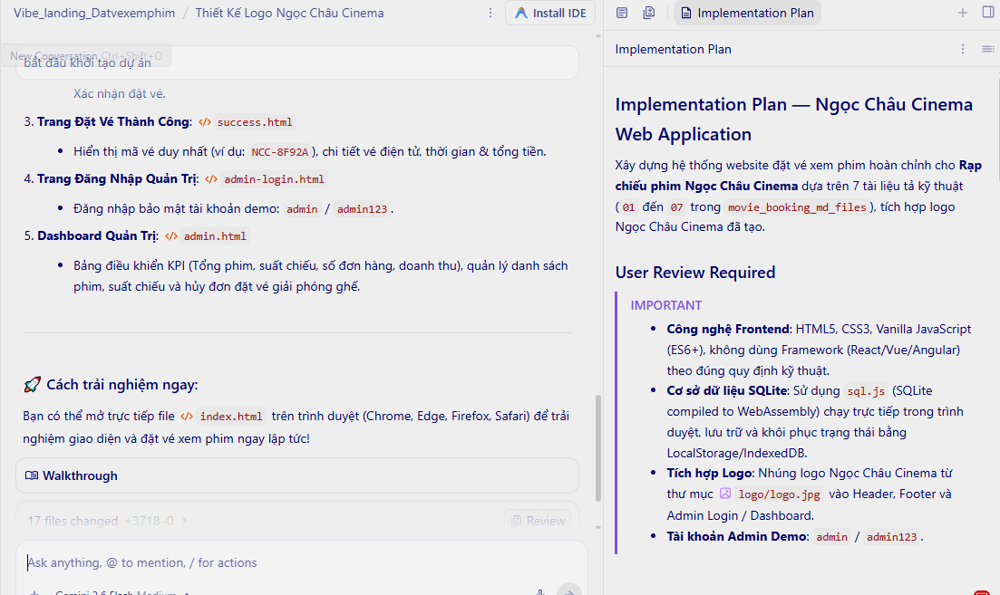 Vibe_landing_Datvexemphim / Thiết Kế Logo Ngọc Châu Cinema
Install IDE
New Conversation Ctrl+Shift+O
bắt đầu khởi tạo dự án
Xác nhận đặt vé.
3. Trang Đặt Vé Thành Công: </> success.html
• Hiển thị mã vé duy nhất (ví dụ: NCC-8F92A), chi tiết vé điện tử, thời gian & tổng tiền.
4. Trang Đăng Nhập Quản Trị: </> admin-login.html
• Đăng nhập bảo mật tài khoản demo: admin / admin123.
5. Dashboard Quản Trị: </> admin.html
• Bảng điều khiển KPI (Tổng phim, suất chiếu, số đơn hàng, doanh thu), quản lý danh sách
phim, suất chiếu và hủy đơn đặt vé giải phóng ghế.
🚀 Cách trải nghiệm ngay:
Bạn có thể mở trực tiếp file </> index.html trên trình duyệt (Chrome, Edge, Firefox, Safari) để trải
nghiệm giao diện và đặt vé xem phim ngay lập tức!
Walkthrough
17 files changed +3718 -0 >
Review
Ask anything, @ to mention, / for actions
Implementation Plan
Implementation Plan
Implementation Plan — Ngọc Châu Cinema
Web Application
Xây dựng hệ thống website đặt vé xem phim hoàn chỉnh cho Rạp
chiếu phim Ngọc Châu Cinema dựa trên 7 tài liệu tả kỹ thuật
(01 đến 07 trong movie_booking_md_files), tích hợp logo
Ngọc Châu Cinema đã tạo.
User Review Required
IMPORTANT
• Công nghệ Frontend: HTML5, CSS3, Vanilla JavaScript
(ES6+), không dùng Framework (React/Vue/Angular)
theo đúng quy định kỹ thuật.
• Cơ sở dữ liệu SQLite: Sử dụng sql.js (SQLite
compiled to WebAssembly) chạy trực tiếp trong trình
duyệt, lưu trữ và khôi phục trạng thái bằng
LocalStorage/IndexedDB.
• Tích hợp Logo: Nhúng logo Ngọc Châu Cinema từ
thư mục logo/logo.jpg vào Header, Footer và
Admin Login / Dashboard.
• Tài khoản Admin Demo: admin / admin123.